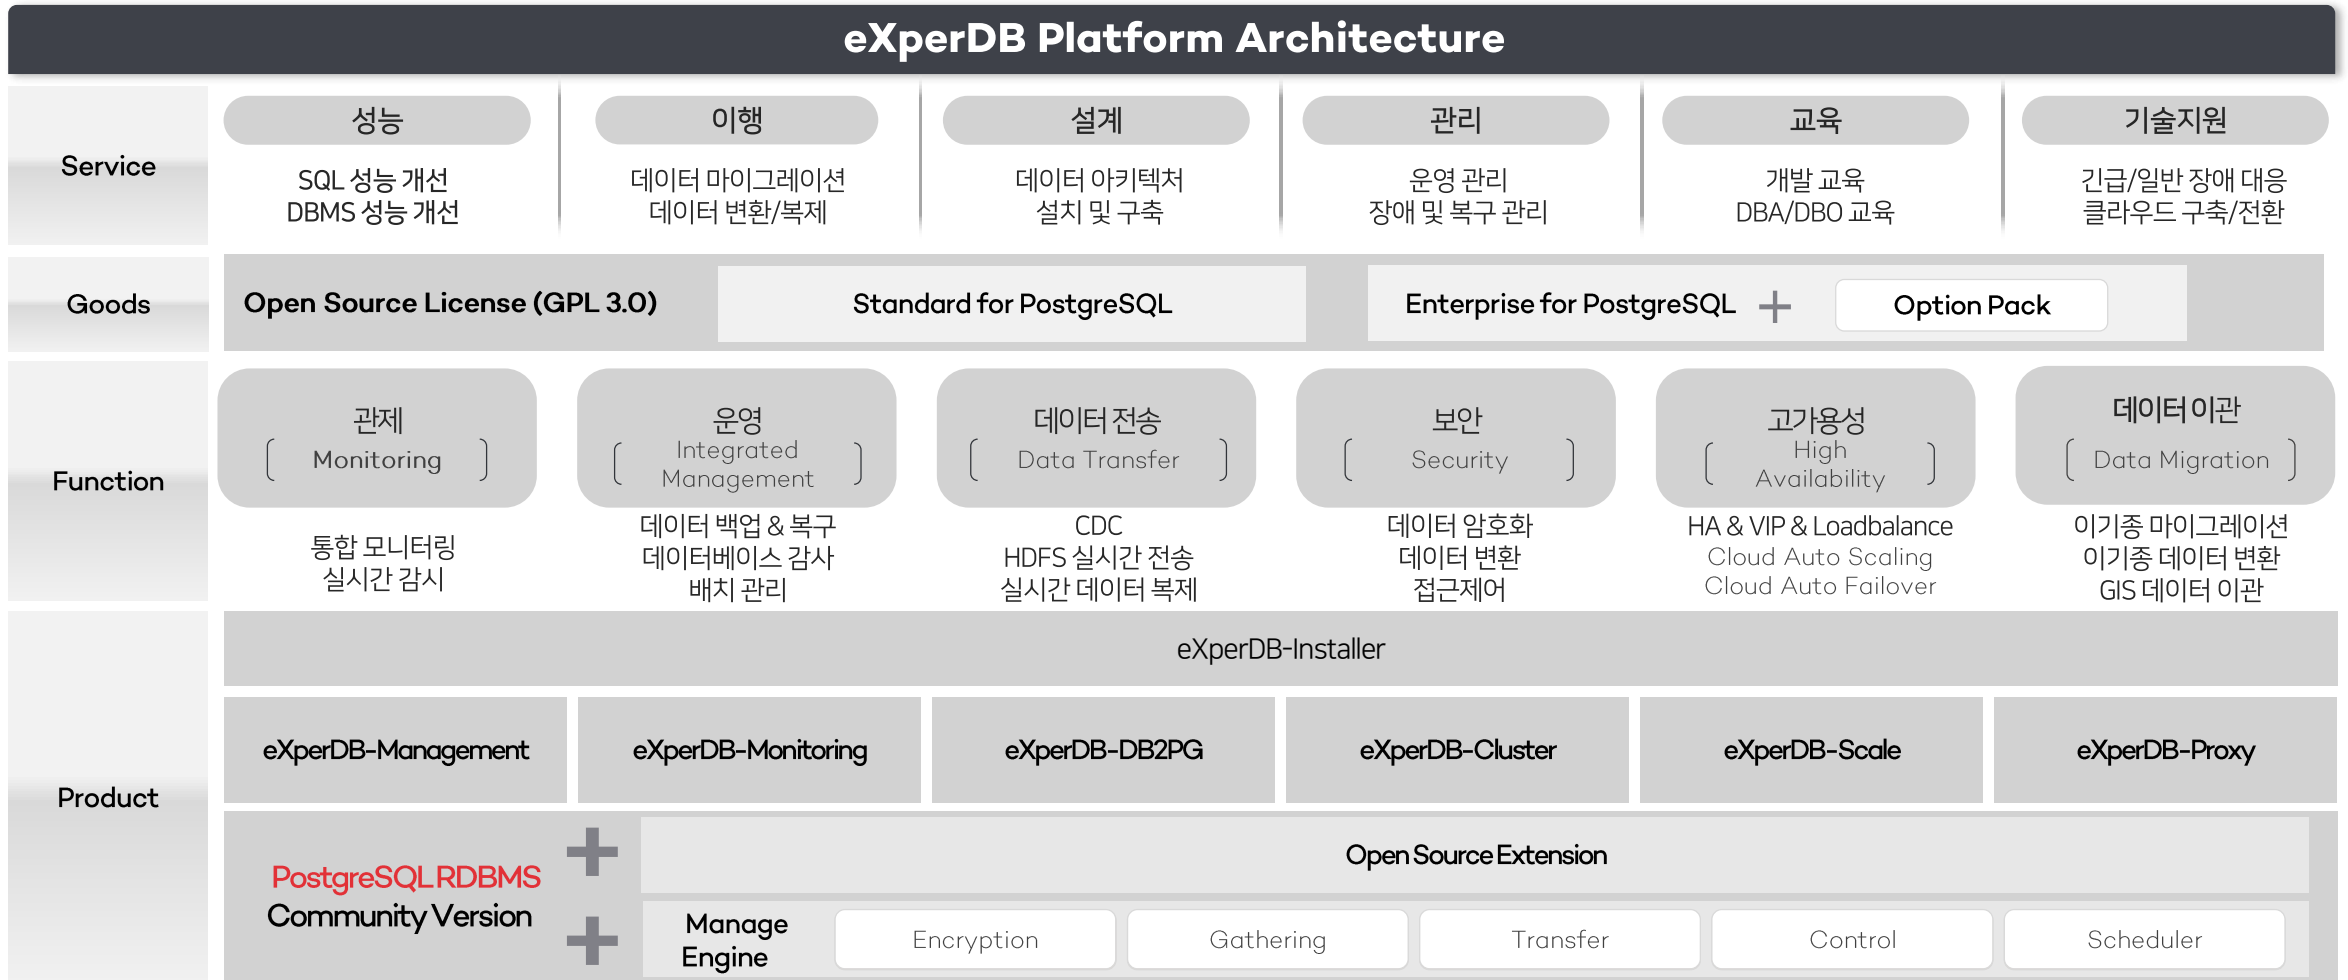 eXperDB Platform Architecture
Service
성능
SQL 성능 개선
DBMS 성능 개선
이행
데이터 마이그레이션
데이터 변환/복제
설계
데이터 아키텍처
설치 및 구축
관리
운영 관리
장애 및 복구 관리
교육
개발 교육
DBA/DBO 교육
기술지원
긴급/일반 장애 대응
클라우드 구축/전환
Goods
Open Source License (GPL 3.0)
Standard for PostgreSQL
Enterprise for PostgreSQL +
Option Pack
Function
관제
[ Monitoring ]
통합 모니터링
실시간 감시
운영
[ Integrated
Management ]
데이터 백업 & 복구
데이터베이스 감사
배치 관리
데이터 전송
[ Data Transfer ]
CDC
HDFS 실시간 전송
실시간 데이터 복제
보안
[ Security ]
데이터 암호화
데이터 변환
접근제어
고가용성
[ High
Availability ]
HA & VIP & Loadbalance
Cloud Auto Scaling
Cloud Auto Failover
데이터 이관
[ Data Migration ]
이기종 마이그레이션
이기종 데이터 변환
GIS 데이터 이관
Product
eXperDB-Installer
eXperDB-Management
eXperDB-Monitoring
eXperDB-DB2PG
eXperDB-Cluster
eXperDB-Scale
eXperDB-Proxy
PostgreSQL RDBMS
Community Version
+
Open Source Extension
+
Manage
Engine
Encryption
Gathering
Transfer
Control
Scheduler